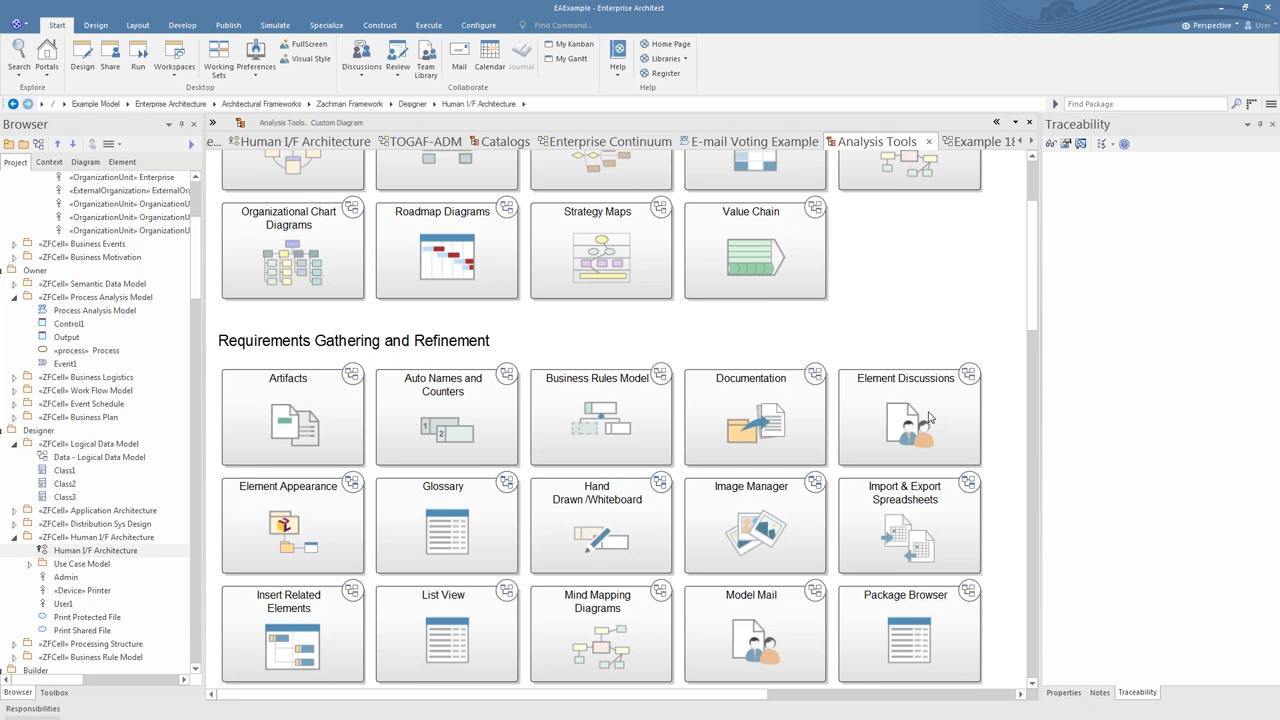 EAExample - Enterprise Architect
Start Design Layout Develop Publish Simulate Specialize Construct Execute Configure Find Command... Perspective User
Search Portals Design Share Run Workspaces Working Sets Preferences FullScreen Visual Style Discussions Review Team Library Mail Calendar Journal My Kanban My Gantt Help Home Page Libraries Register
Explore Desktop Collaborate Help
/ Example Model Enterprise Architecture Architectural Frameworks Zachman Framework Designer Human I/F Architecture Find Package
Browser
Project Context Diagram Element
«OrganizationUnit» Enterprise
«ExternalOrganization» ExternalOrg
«OrganizationUnit» OrganizationU
«OrganizationUnit» OrganizationU
«OrganizationUnit» OrganizationU
«ZFCell» Business Events
«ZFCell» Business Motivation
Owner
«ZFCell» Semantic Data Model
«ZFCell» Process Analysis Model
Process Analysis Model
Control1
Output
«process» Process
Event1
«ZFCell» Business Logistics
«ZFCell» Work Flow Model
«ZFCell» Event Schedule
«ZFCell» Business Plan
Designer
«ZFCell» Logical Data Model
Data - Logical Data Model
Class1
Class2
Class3
«ZFCell» Application Architecture
«ZFCell» Distribution Sys Design
«ZFCell» Human I/F Architecture
Human I/F Architecture
Use Case Model
Admin
«Device» Printer
User1
Print Protected File
Print Shared File
«ZFCell» Processing Structure
«ZFCell» Business Rule Model
Builder
Browser Toolbox
Responsibilities
Analysis Tools. Custom Diagram
e... Human I/F Architecture TOGAF-ADM Catalogs Enterprise Continuum E-mail Voting Example Analysis Tools Example 18
Organizational Chart Diagrams
Roadmap Diagrams
Strategy Maps
Value Chain
Requirements Gathering and Refinement
Artifacts
Auto Names and Counters
Business Rules Model
Documentation
Element Discussions
Element Appearance
Glossary
Hand Drawn /Whiteboard
Image Manager
Import & Export Spreadsheets
Insert Related Elements
List View
Mind Mapping Diagrams
Model Mail
Package Browser
Traceability
Properties Notes Traceability